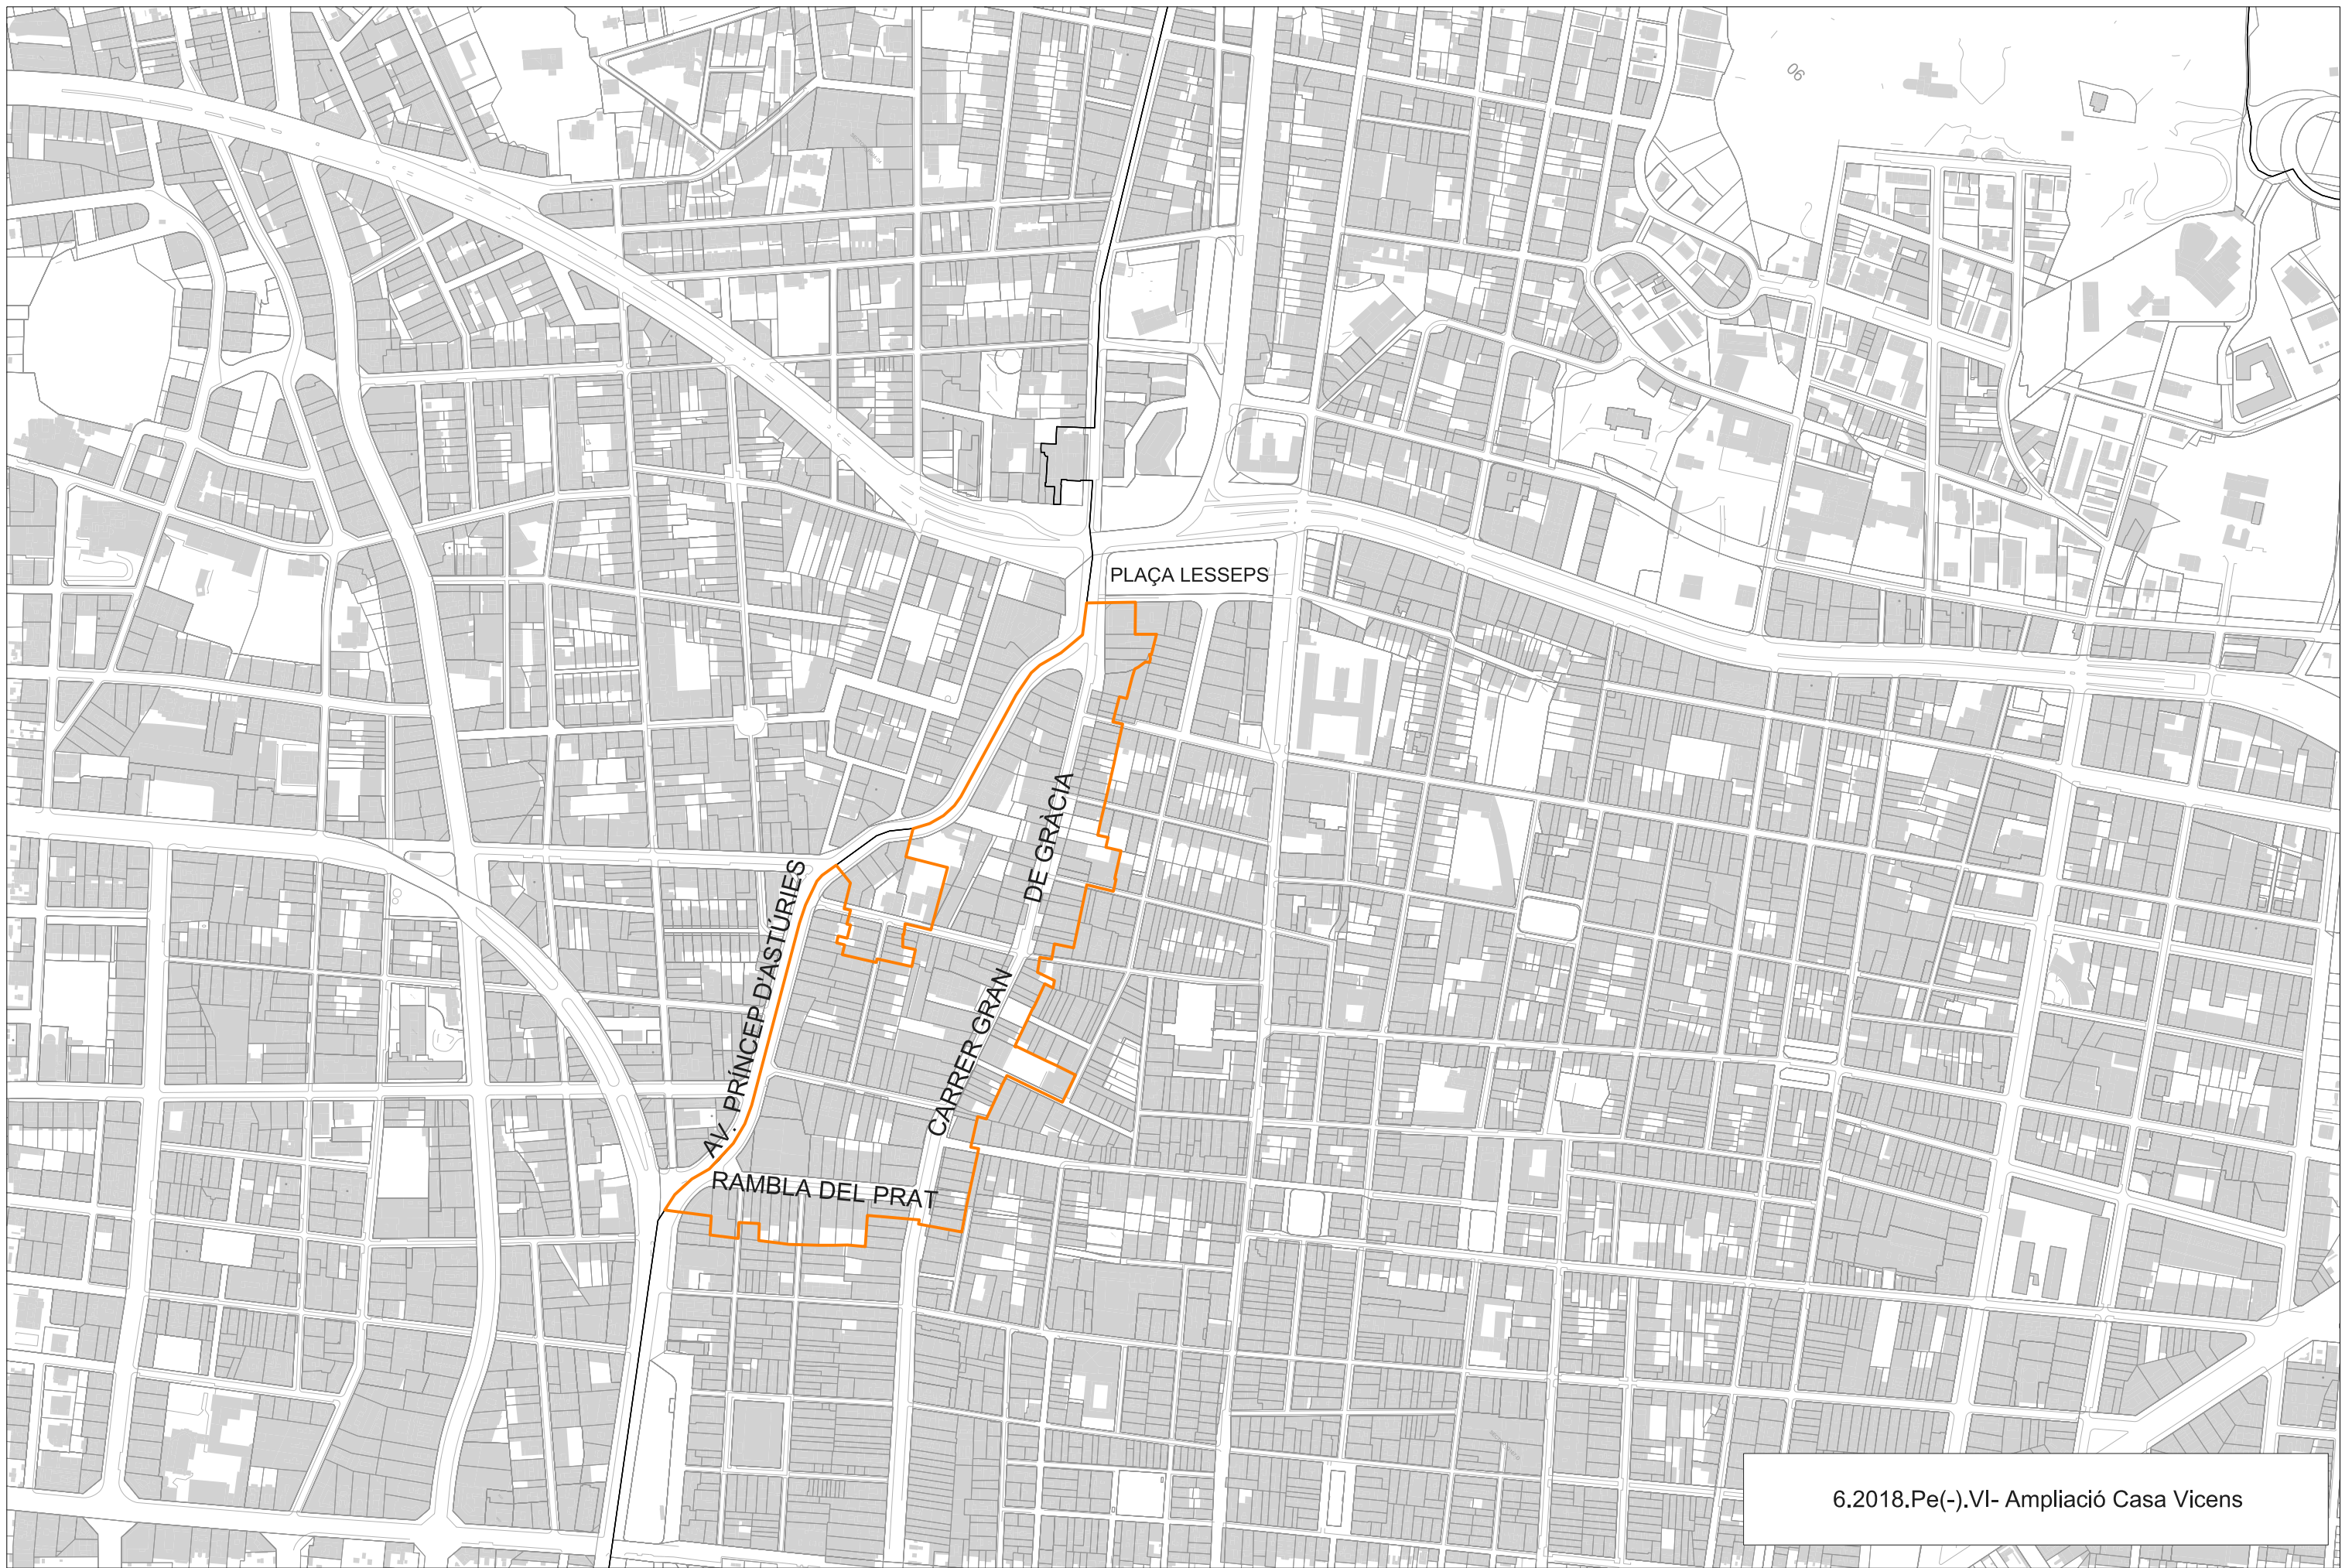 06
PLAÇA LESSEPS
DE GRÀCIA
AV. PRÍNCEP D'ASTÚRIES
CARRER GRAN
RAMBLA DEL PRAT
6.2018.Pe(-).VI- Ampliació Casa Vicens